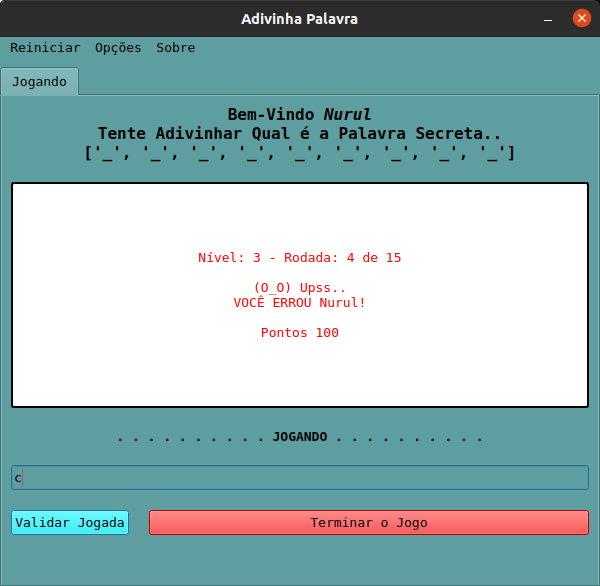 Adivinha Palavra
Reiniciar Opções Sobre
Jogando
Bem-Vindo Nurul
Tente Adivinhar Qual é a Palavra Secreta..
['_', '_', '_', '_', '_', '_', '_', '_', '_']
Nível: 3 - Rodada: 4 de 15
(O_O) Upss..
VOCÊ ERROU Nurul!
Pontos 100
. . . . . . . . . . JOGANDO . . . . . . . . . .
c
Validar Jogada Terminar o Jogo